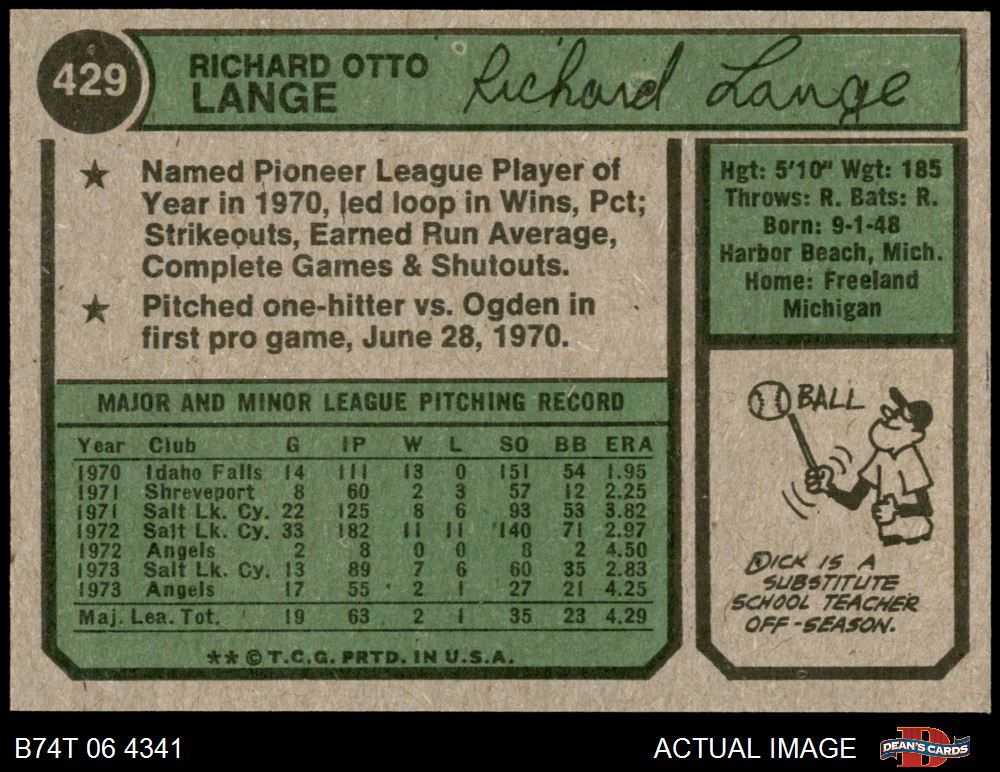 429
RICHARD OTTO
LANGE
Richard Lange
★ Named Pioneer League Player of
Year in 1970, led loop in Wins, Pct;
Strikeouts, Earned Run Average,
Complete Games & Shutouts.
★ Pitched one-hitter vs. Ogden in
first pro game, June 28, 1970.
Hgt: 5'10" Wgt: 185
Throws: R. Bats: R.
Born: 9-1-48
Harbor Beach, Mich.
Home: Freeland
Michigan
MAJOR AND MINOR LEAGUE PITCHING RECORD
Year Club G IP W L SO BB ERA
1970 Idaho Falls 14 111 13 0 151 54 1.95
1971 Shreveport 8 60 2 3 57 12 2.25
1971 Salt Lk. Cy. 22 125 8 6 93 53 3.82
1972 Salt Lk. Cy. 33 182 11 11 140 71 2.97
1972 Angels 2 8 0 0 8 2 4.50
1973 Salt Lk. Cy. 13 89 7 6 60 35 2.83
1973 Angels 17 55 2 1 27 21 4.25
Maj. Lea. Tot. 19 63 2 1 35 23 4.29
** © T.C.G. PRTD. IN U.S.A.
BALL
DICK IS A
SUBSTITUTE
SCHOOL TEACHER
OFF-SEASON.
B74T 06 4341
ACTUAL IMAGE
DEAN'S CARDS